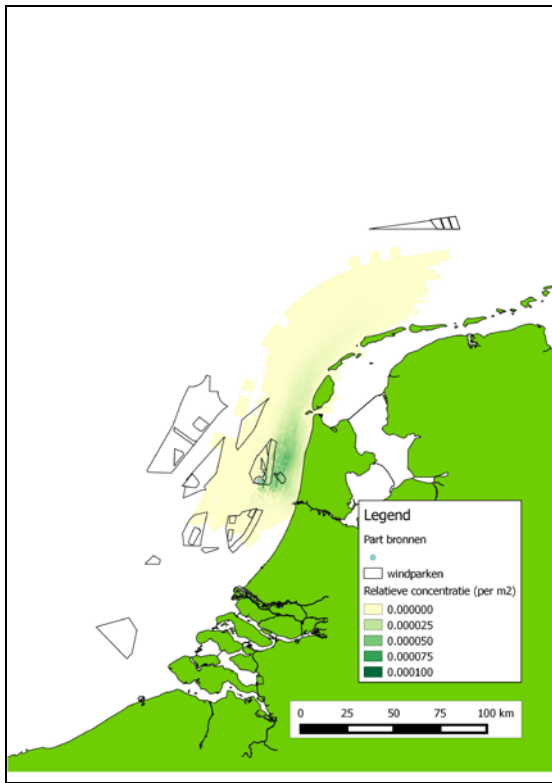 Legend
Part bronnen
windparken
Relatieve concentratie (per m2)
0.000000
0.000025
0.000050
0.000075
0.000100
0 25 50 75 100 km